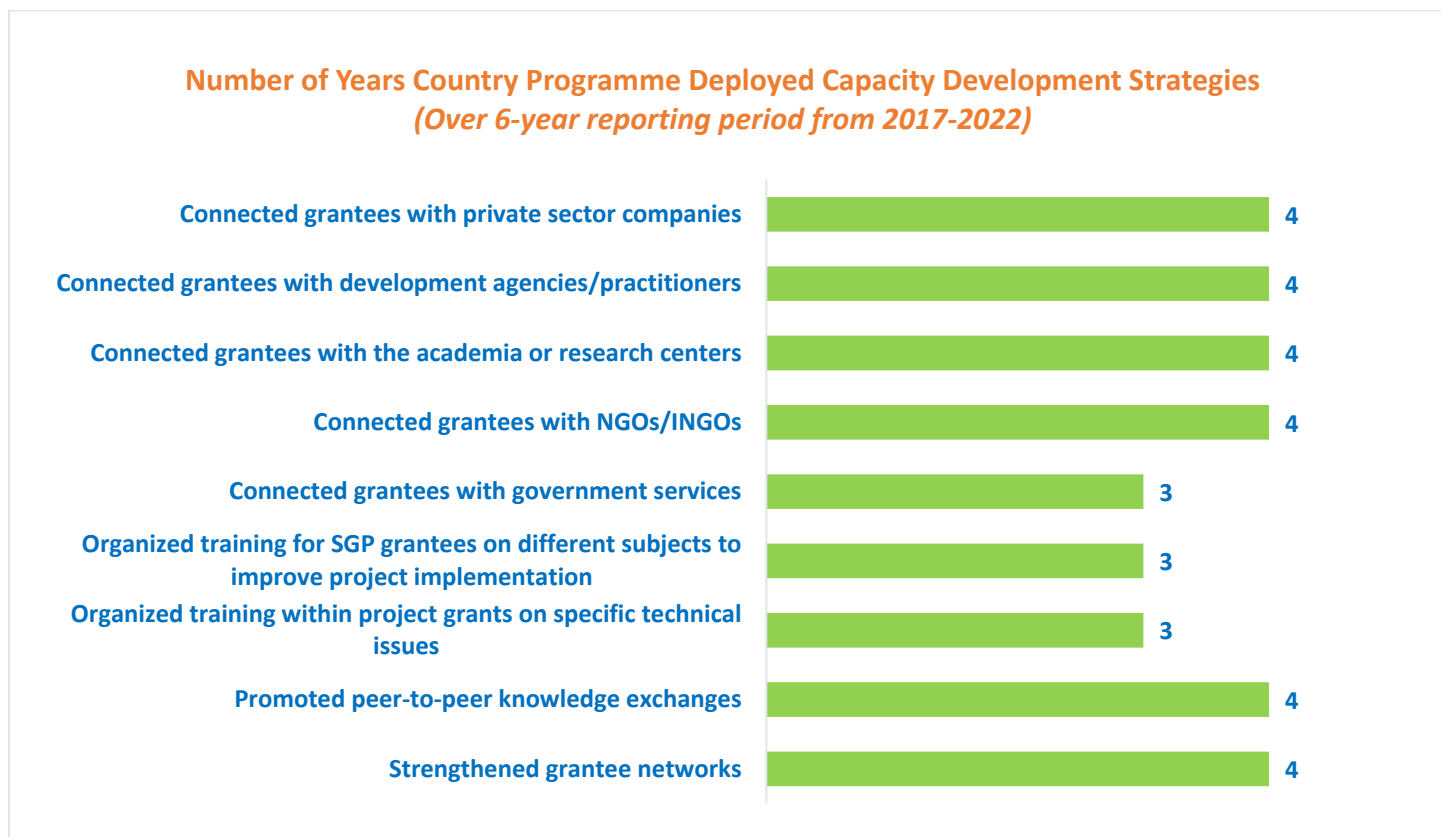 Number of Years Country Programme Deployed Capacity Development Strategies
(Over 6-year reporting period from 2017-2022)
Connected grantees with private sector companies 4
Connected grantees with development agencies/practitioners 4
Connected grantees with the academia or research centers 4
Connected grantees with NGOs/INGOs 4
Connected grantees with government services 3
Organized training for SGP grantees on different subjects to
improve project implementation 3
Organized training within project grants on specific technical
issues 3
Promoted peer-to-peer knowledge exchanges 4
Strengthened grantee networks 4